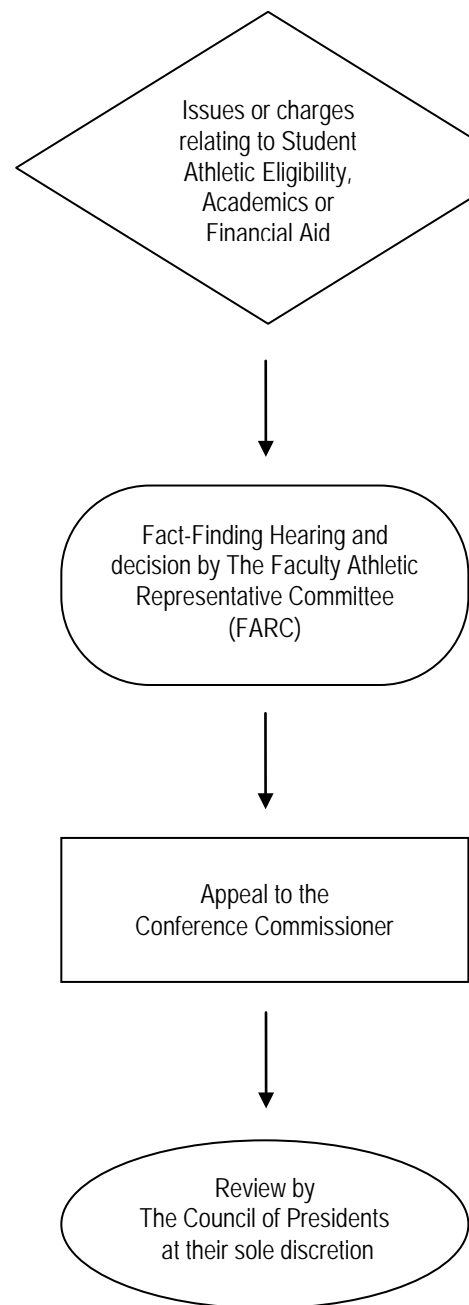 Issues or charges
relating to Student
Athletic Eligibility,
Academics or
Financial Aid
Fact-Finding Hearing and
decision by The Faculty Athletic
Representative Committee
(FARC)
Appeal to the
Conference Commissioner
Review by
The Council of Presidents
at their sole discretion